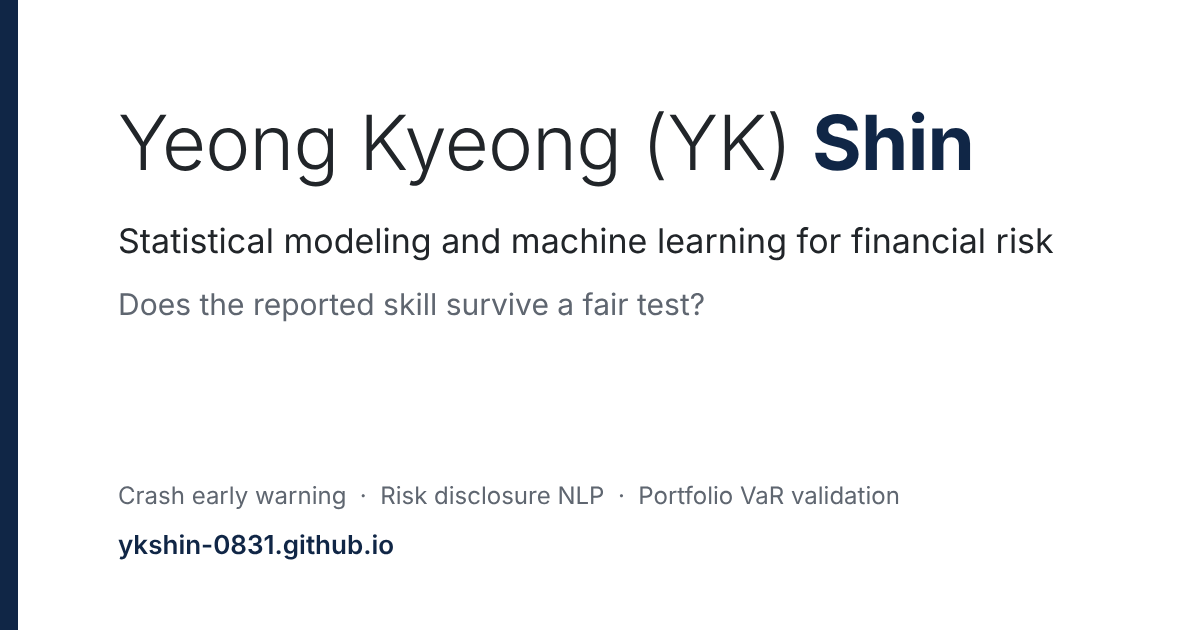 Yeong Kyeong (YK) Shin
Statistical modeling and machine learning for financial risk
Does the reported skill survive a fair test?
Crash early warning · Risk disclosure NLP · Portfolio VaR validation
ykshin-0831.github.io